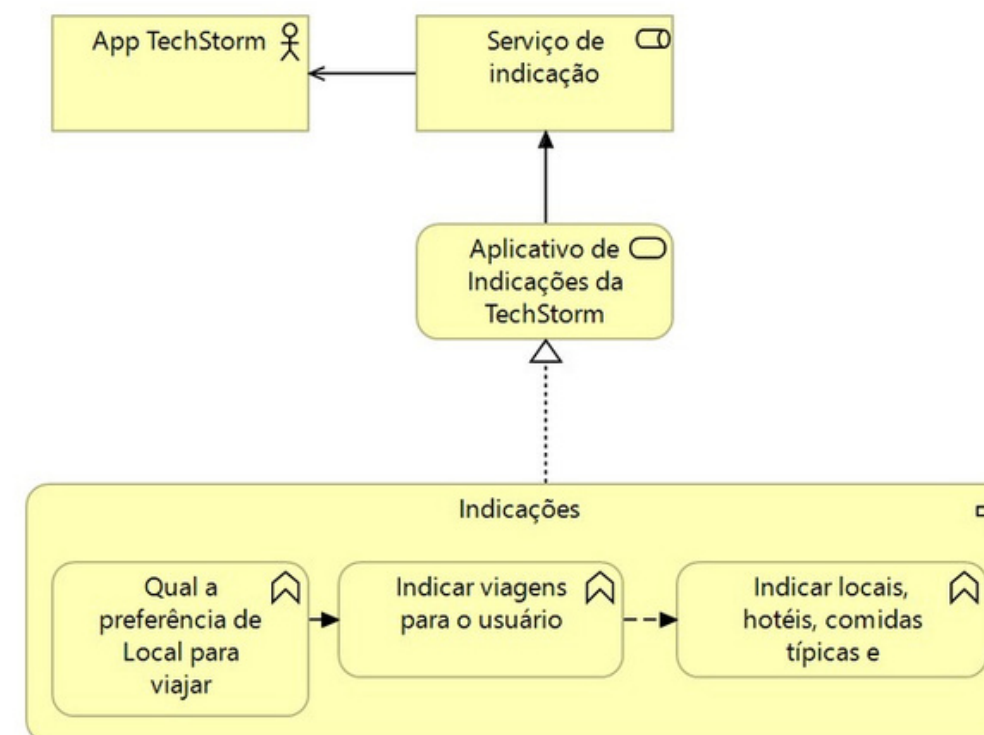 App TechStorm
Serviço de
indicação
Aplicativo de
Indicações da
TechStorm
Indicações
Qual a
preferência de
Local para
viajar
Indicar viagens
para o usuário
Indicar locais,
hotéis, comidas
típicas e